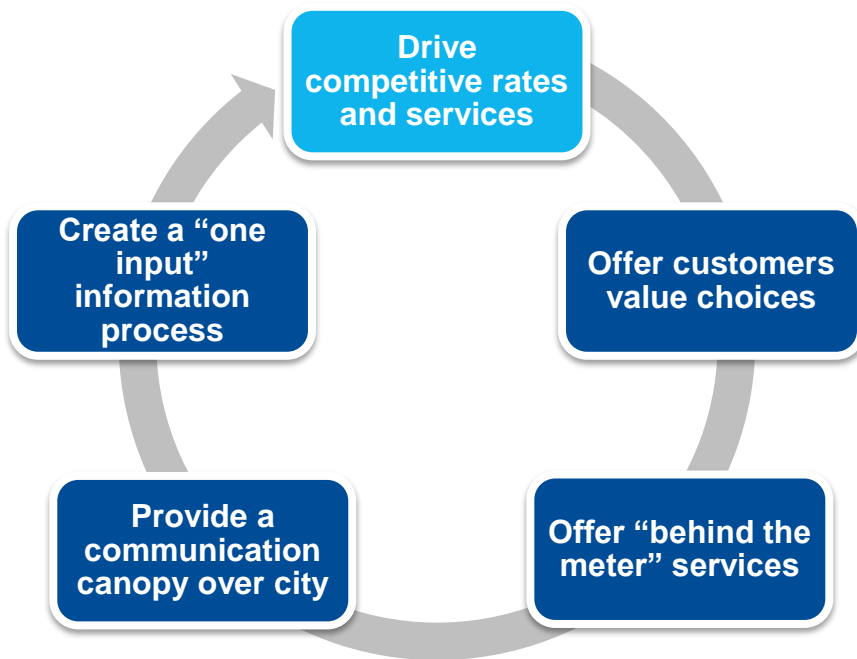 Drive
competitive rates
and services
Offer customers
value choices
Offer “behind the
meter” services
Provide a
communication
canopy over city
Create a “one
input”
information
process